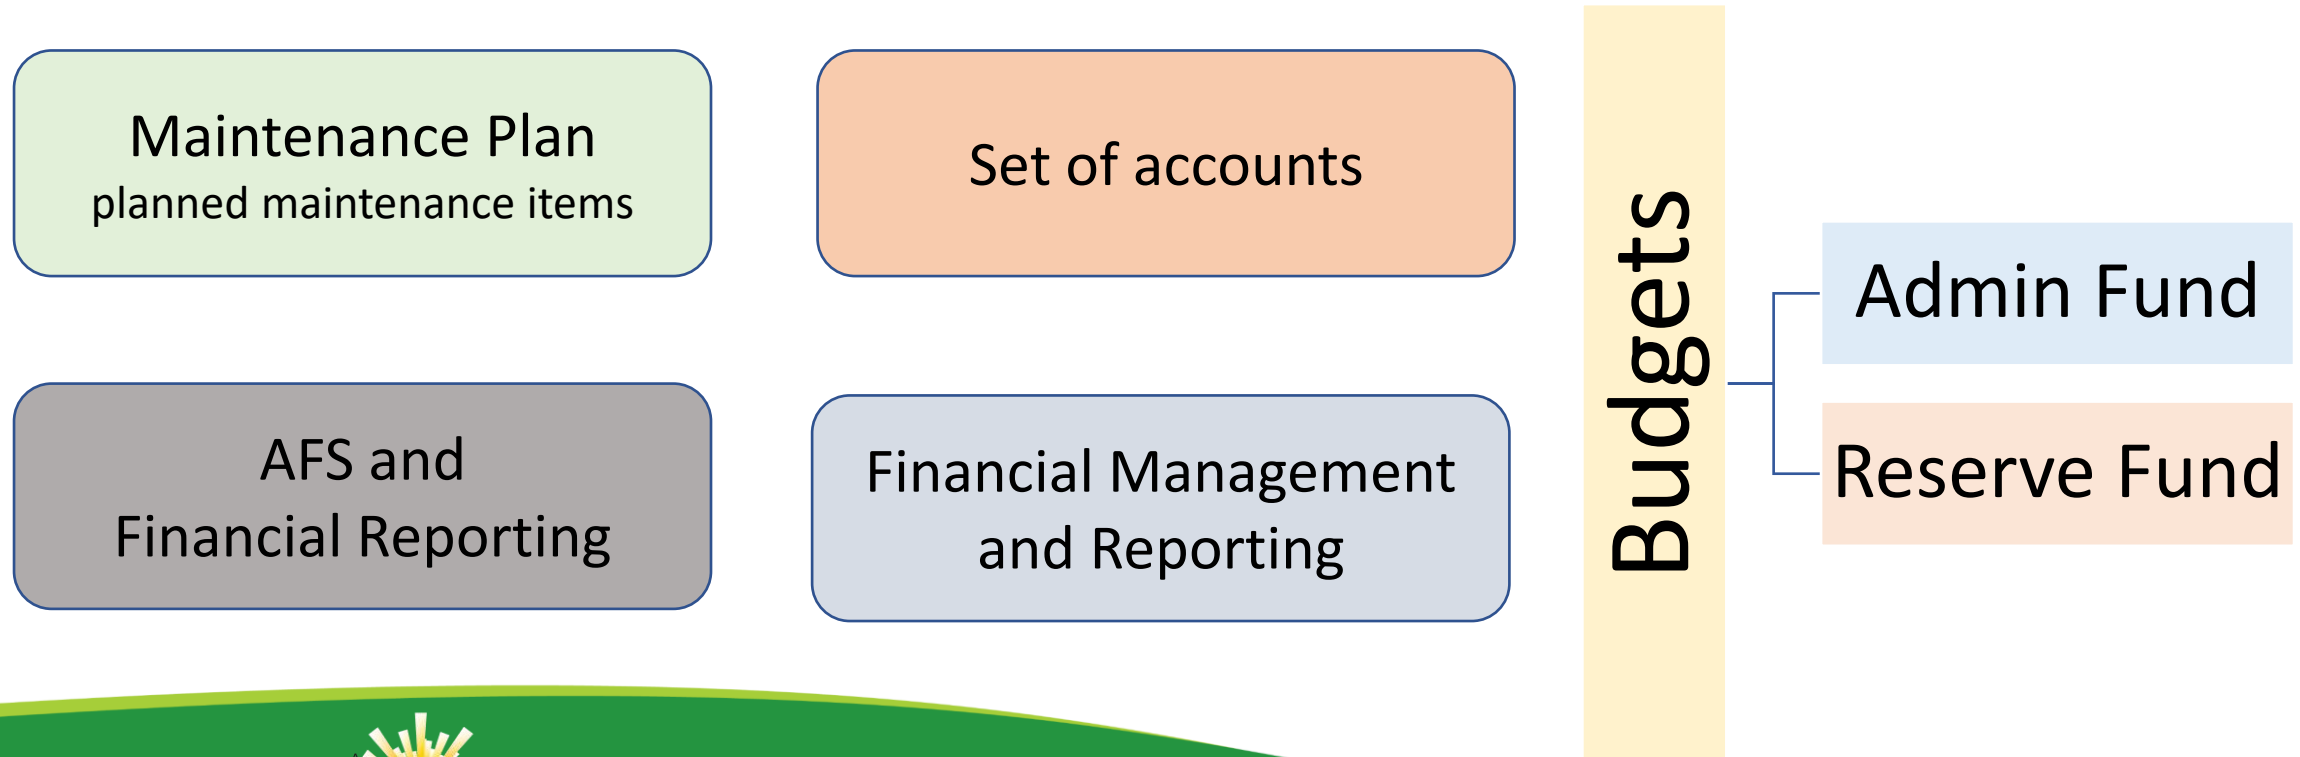 Maintenance Plan
planned maintenance items
Set of accounts
AFS and
Financial Reporting
Financial Management
and Reporting
Budgets
Admin Fund
Reserve Fund